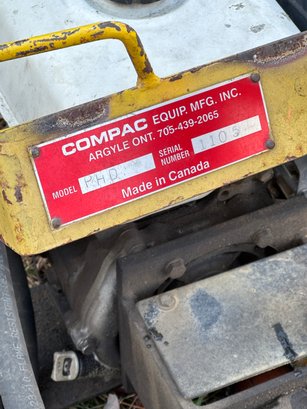 COMPAC EQUIP. MFG. INC.
ARGYLE ONT. 705-439-2065
MODEL PHD SERIAL NUMBER 1105
Made in Canada